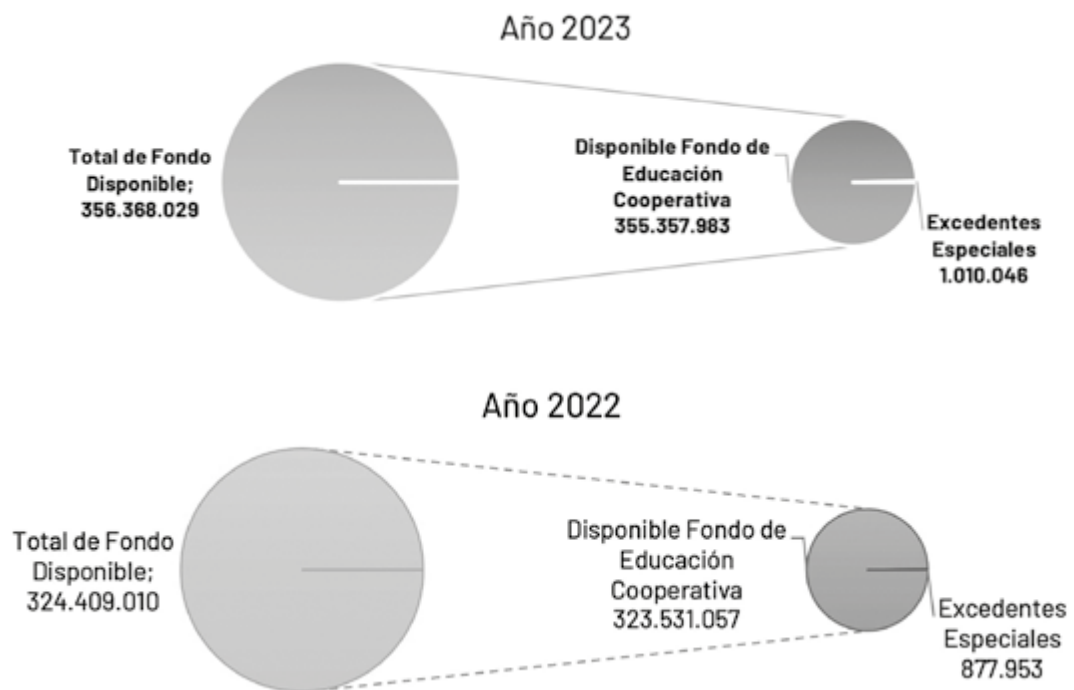 Año 2023
Total de Fondo
Disponible;
356.368.029
Disponible Fondo de
Educación
Cooperativa
355.357.983
Excedentes
Especiales
1.010.046
Año 2022
Total de Fondo
Disponible;
324.409.010
Disponible Fondo de
Educación
Cooperativa
323.531.057
Excedentes
Especiales
877.953